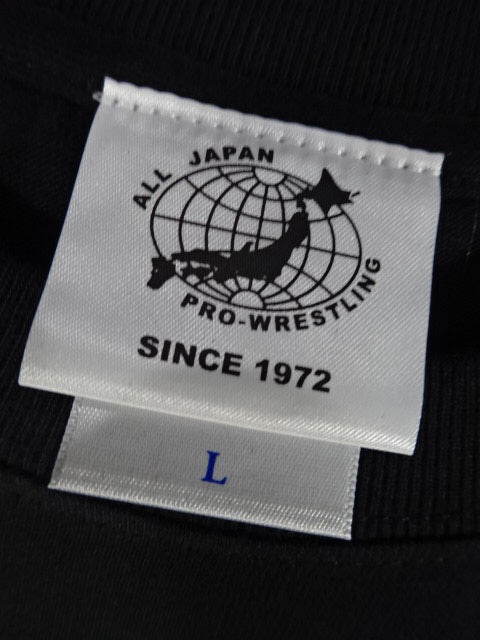 ALL JAPAN
PRO-WRESTLING
SINCE 1972
L